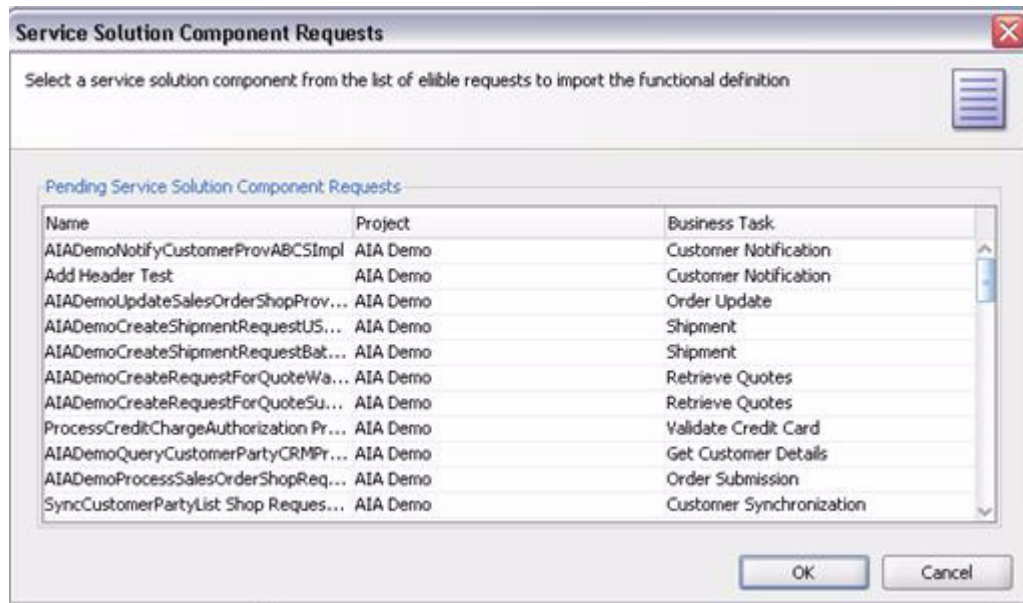 Service Solution Component Requests
Select a service solution component from the list of elible requests to import the functional definition
Pending Service Solution Component Requests
Name Project Business Task
AIADemoNotifyCustomerProvABCSImpl AIA Demo Customer Notification
Add Header Test AIA Demo Customer Notification
AIADemoUpdateSalesOrderShopProv... AIA Demo Order Update
AIADemoCreateShipmentRequestUS... AIA Demo Shipment
AIADemoCreateShipmentRequestBat... AIA Demo Shipment
AIADemoCreateRequestForQuoteWa... AIA Demo Retrieve Quotes
AIADemoCreateRequestForQuoteSu... AIA Demo Retrieve Quotes
ProcessCreditChargeAuthorization Pr... AIA Demo Validate Credit Card
AIADemoQueryCustomerPartyCRMPr... AIA Demo Get Customer Details
AIADemoProcessSalesOrderShopReq... AIA Demo Order Submission
SyncCustomerPartyList Shop Reques... AIA Demo Customer Synchronization
OK Cancel